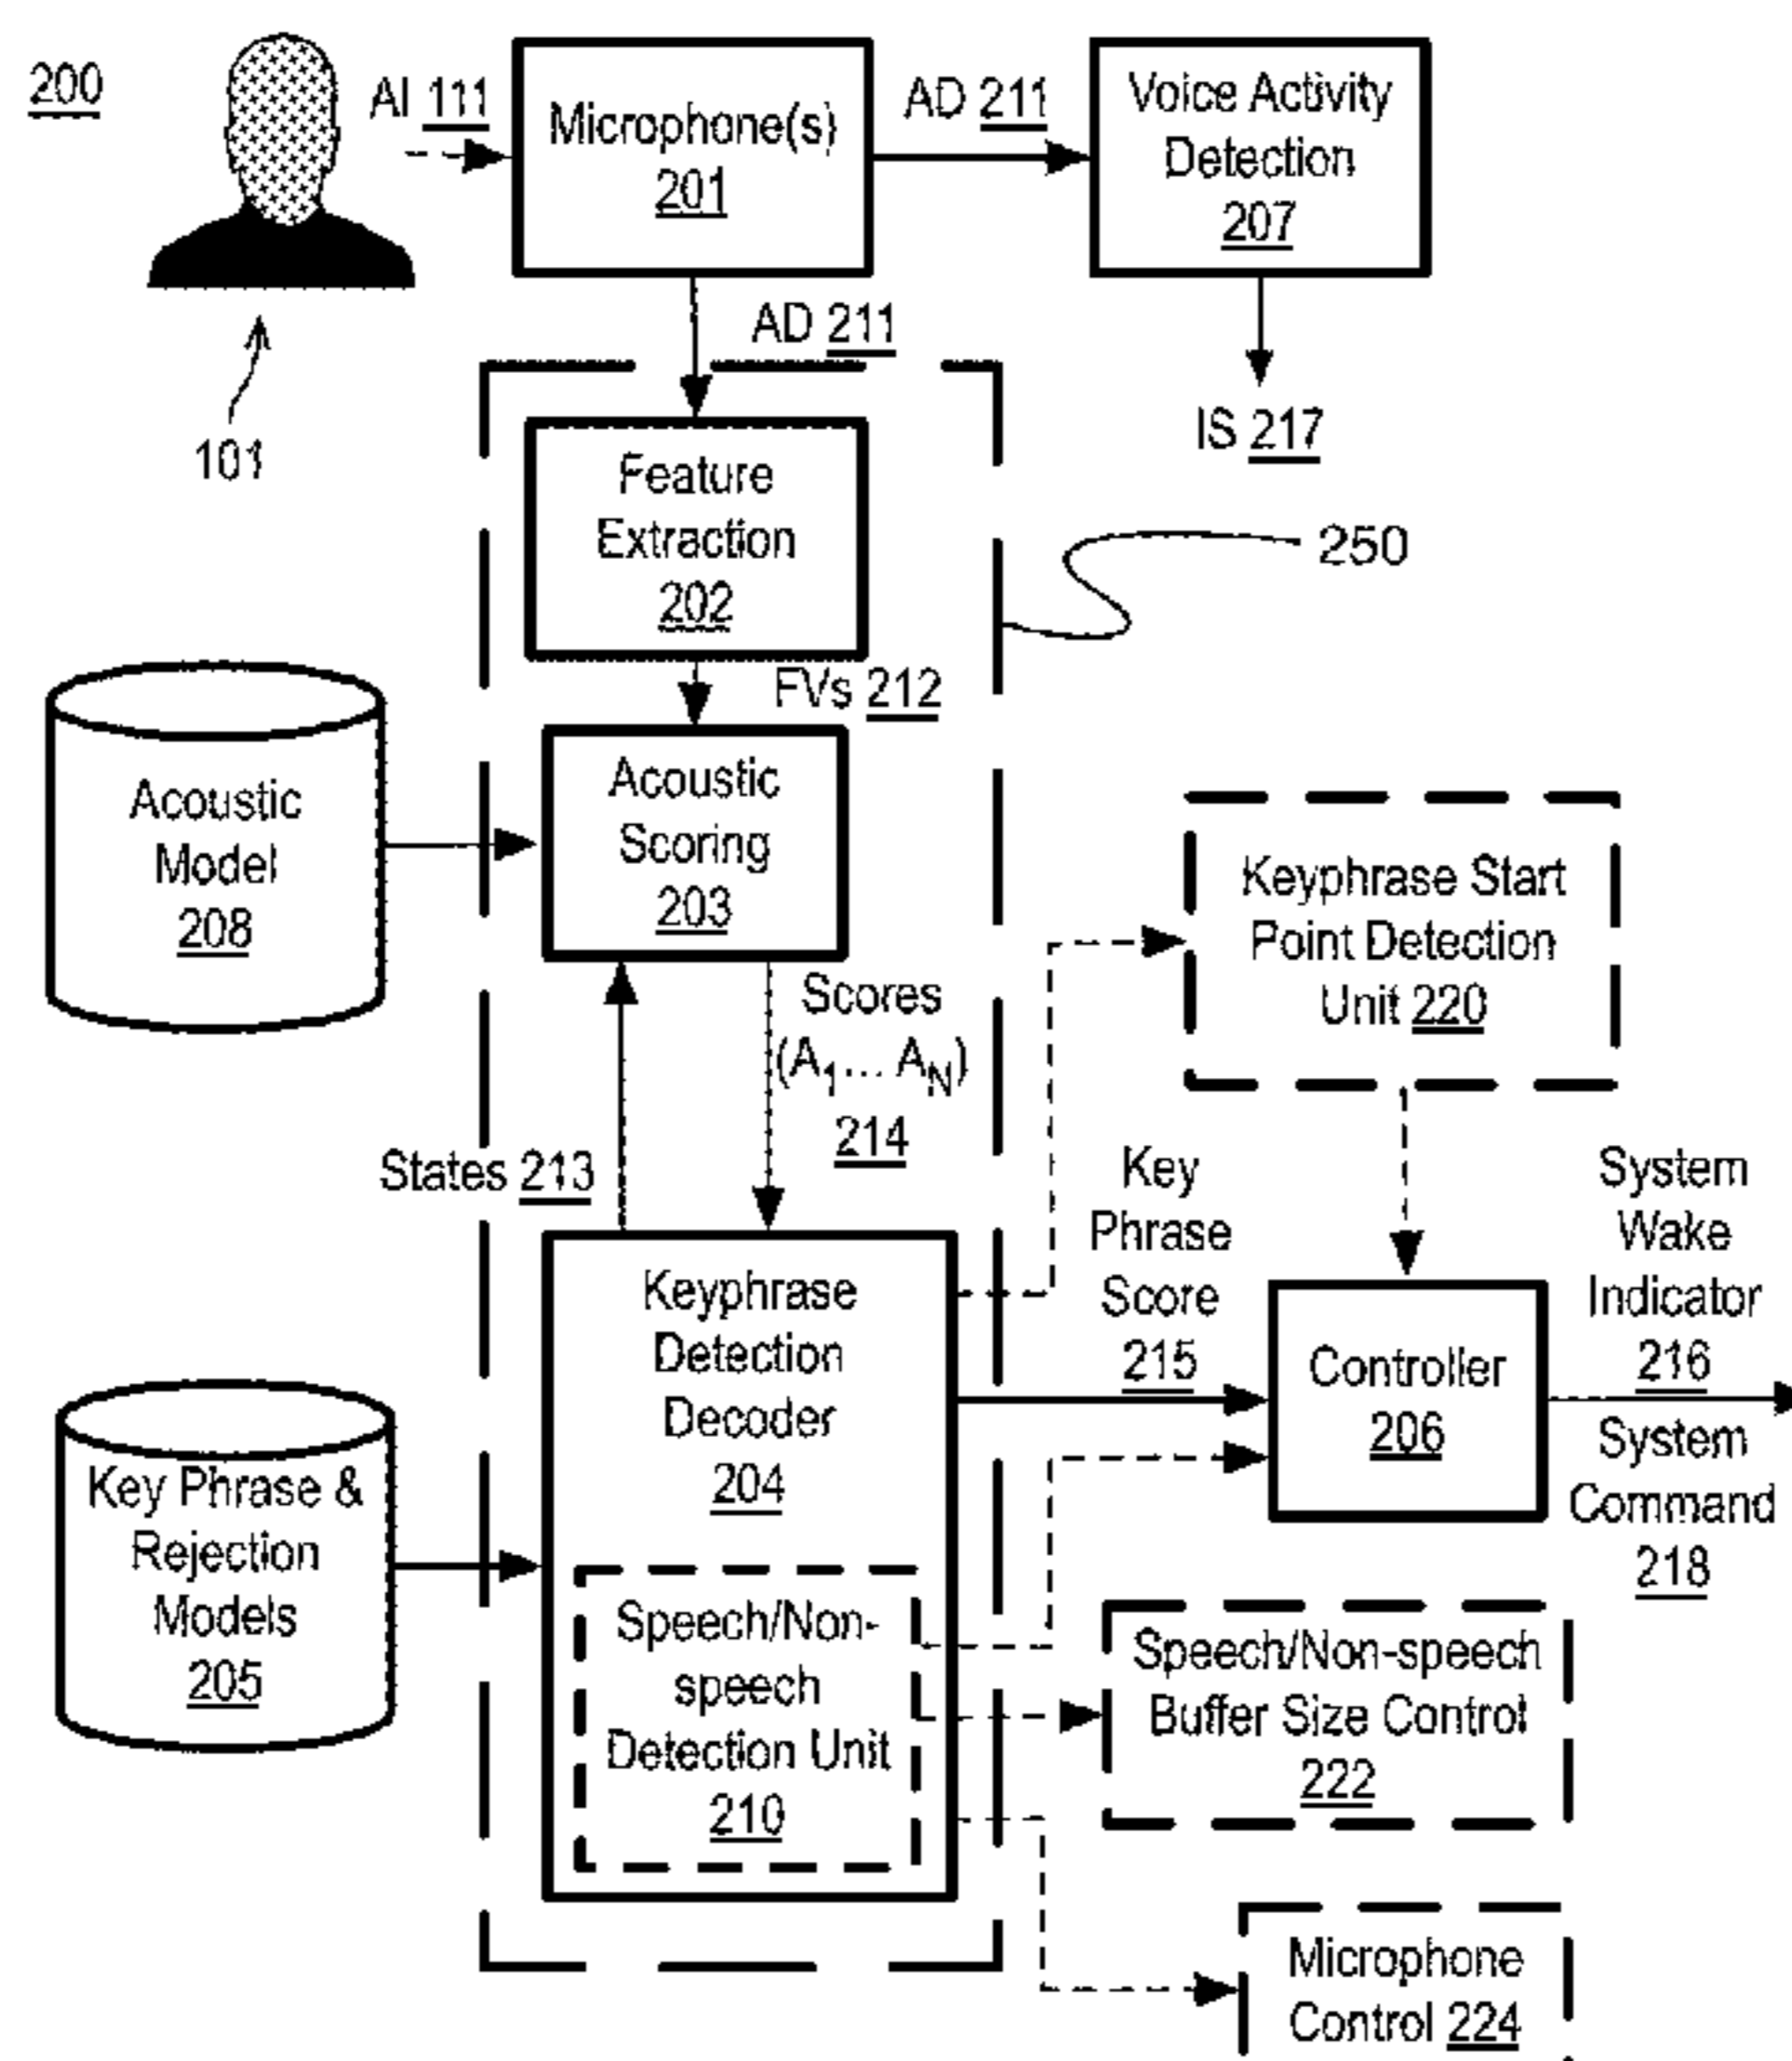 200
AI 111
Microphone(s)
201
AD 211
Voice Activity
Detection
207
101
AD 211
IS 217
Feature
Extraction
202
250
FVs 212
Acoustic
Model
208
Acoustic
Scoring
203
Keyphrase Start
Point Detection
Unit 220
Scores
(A1... AN)
214
States 213
Key
Phrase
Score
215
System
Wake
Indicator
216
Keyphrase
Detection
Decoder
204
Controller
206
System
Command
218
Key Phrase &
Rejection
Models
205
Speech/Non-
speech
Detection Unit
210
Speech/Non-speech
Buffer Size Control
222
Microphone
Control 224